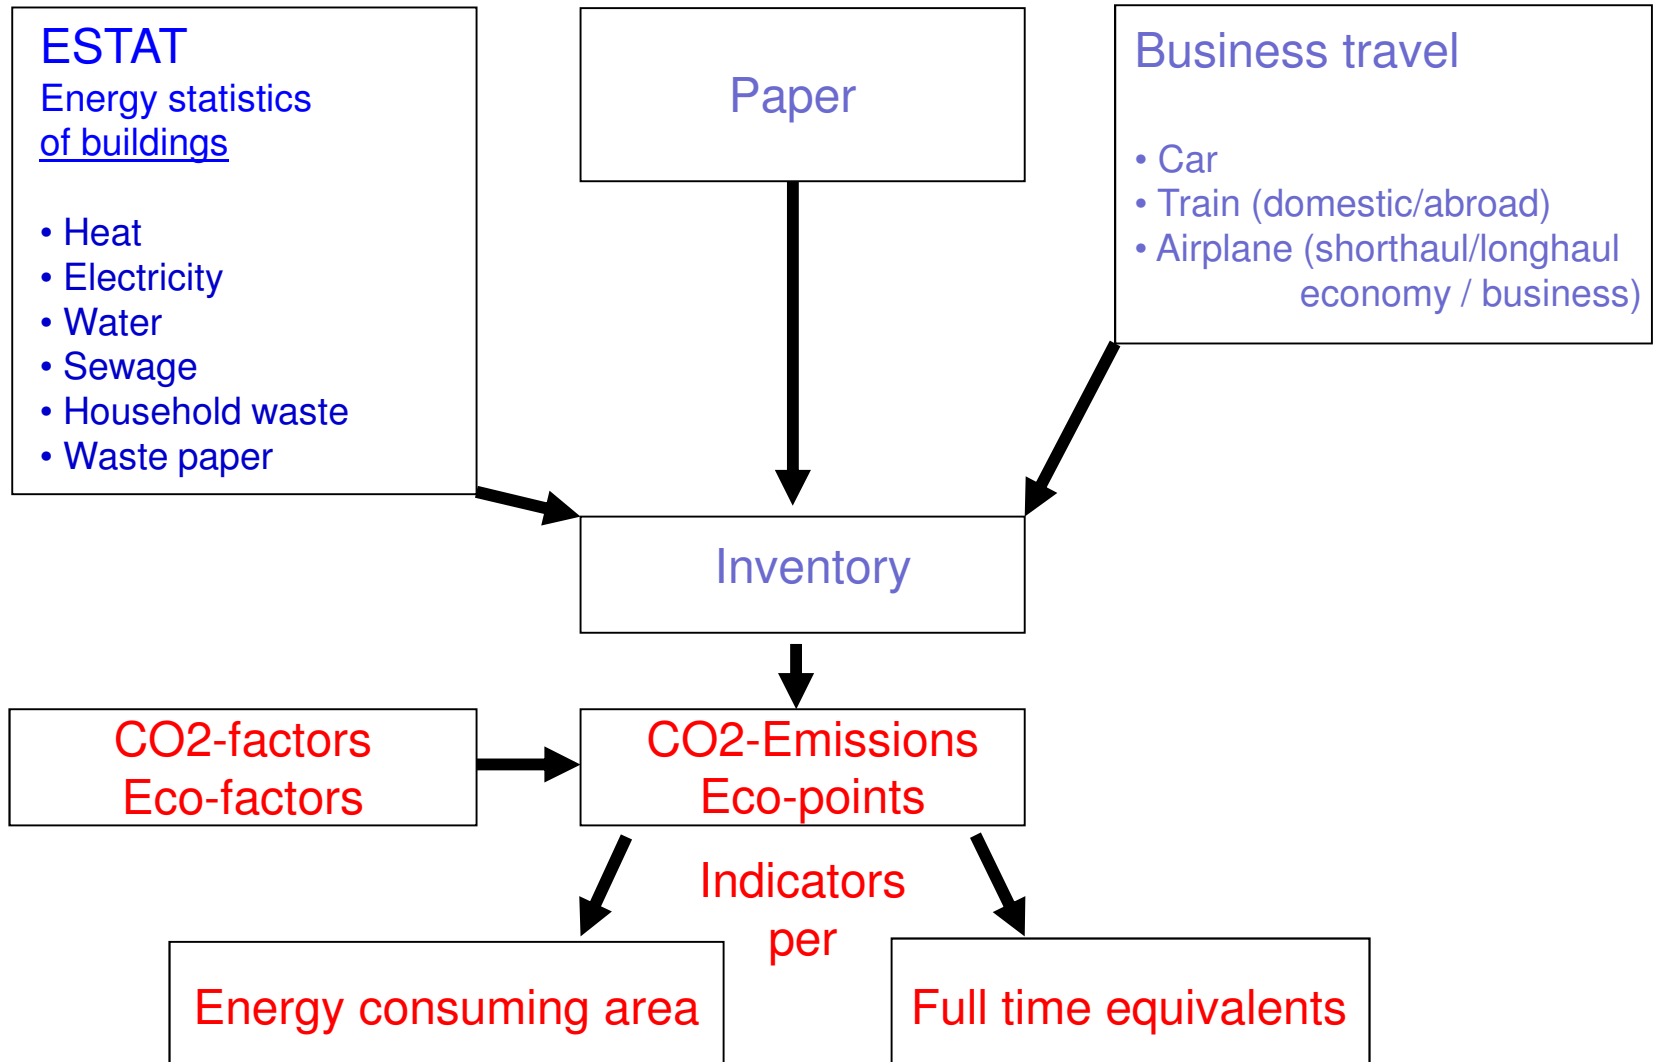 ESTAT
Energy statistics
of buildings
• Heat
• Electricity
• Water
• Sewage
• Household waste
• Waste paper
Paper
Business travel
• Car
• Train (domestic/abroad)
• Airplane (shorthaul/longhaul
economy / business)
Inventory
CO2-factors
Eco-factors
CO2-Emissions
Eco-points
Indicators
per
Energy consuming area
Full time equivalents